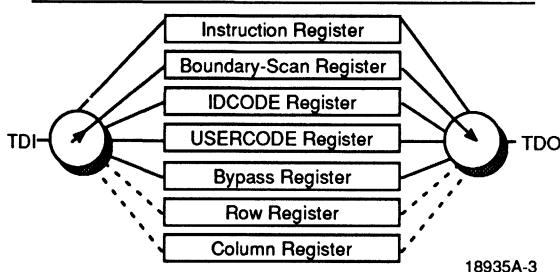 Instruction Register
Boundary-Scan Register
IDCODE Register
TDI
USERCODE Register
TDO
Bypass Register
Row Register
Column Register
18935A-3